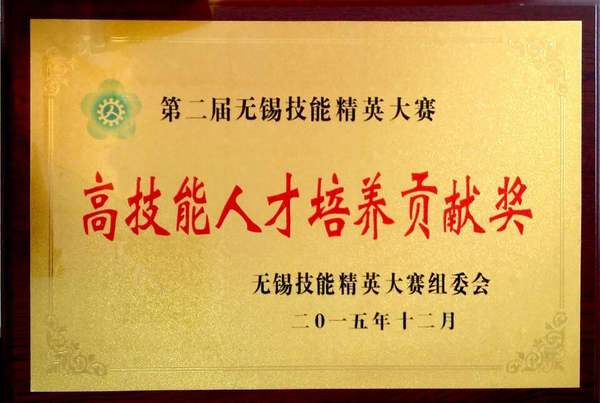 第二届无锡技能精英大赛
高技能人才培养贡献奖
无锡技能精英大赛组委会
二０一五年十二月